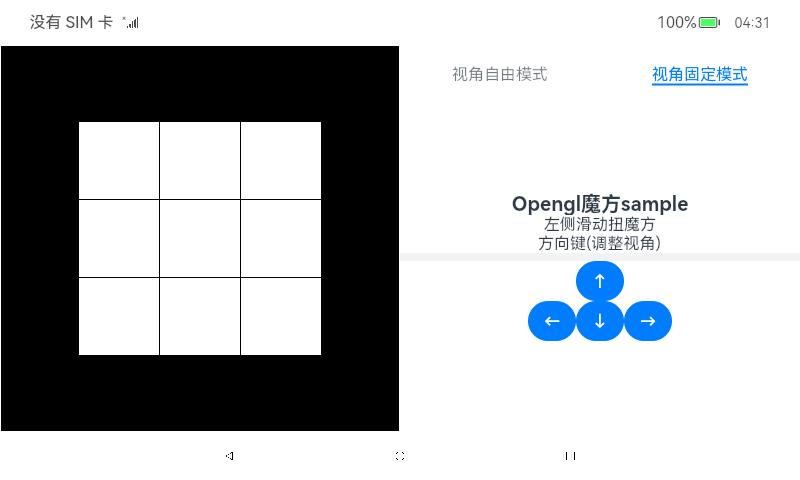 没有 SIM 卡
100%
04:31
视角自由模式
视角固定模式
Opengl魔方sample
左侧滑动扭魔方
方向键(调整视角)
↑
← ↓ →